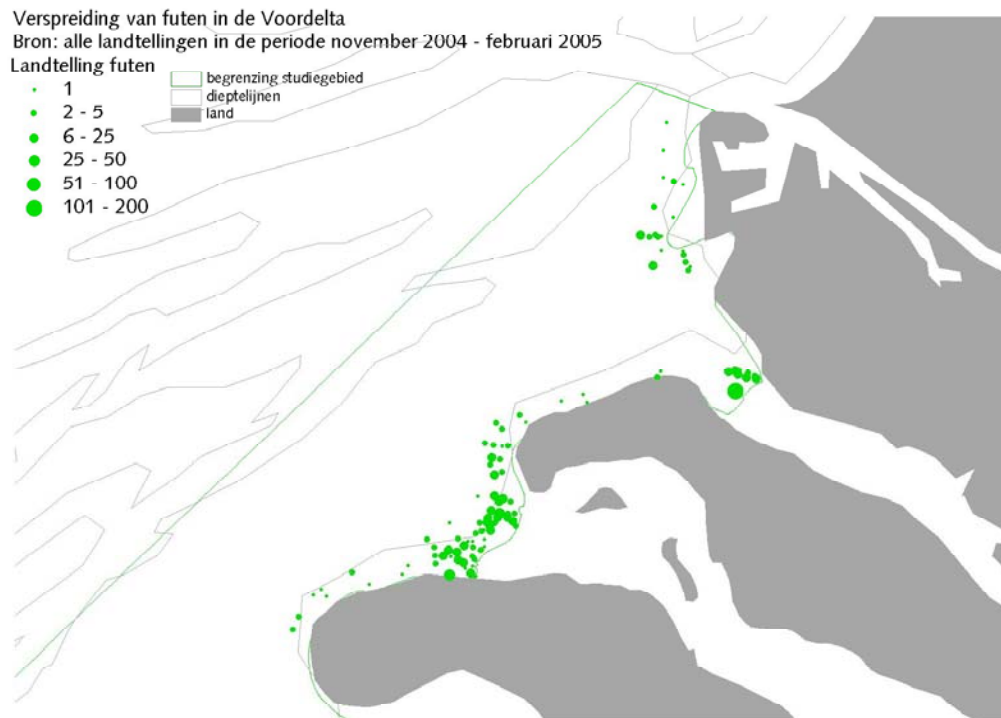 Verspreiding van futen in de Voordelta
Bron: alle landtellingen in de periode november 2004 - februari 2005
Landtelling futen
1
2 - 5
6 - 25
25 - 50
51 - 100
101 - 200
begrenzing studiegebied
dieptelijnen
land